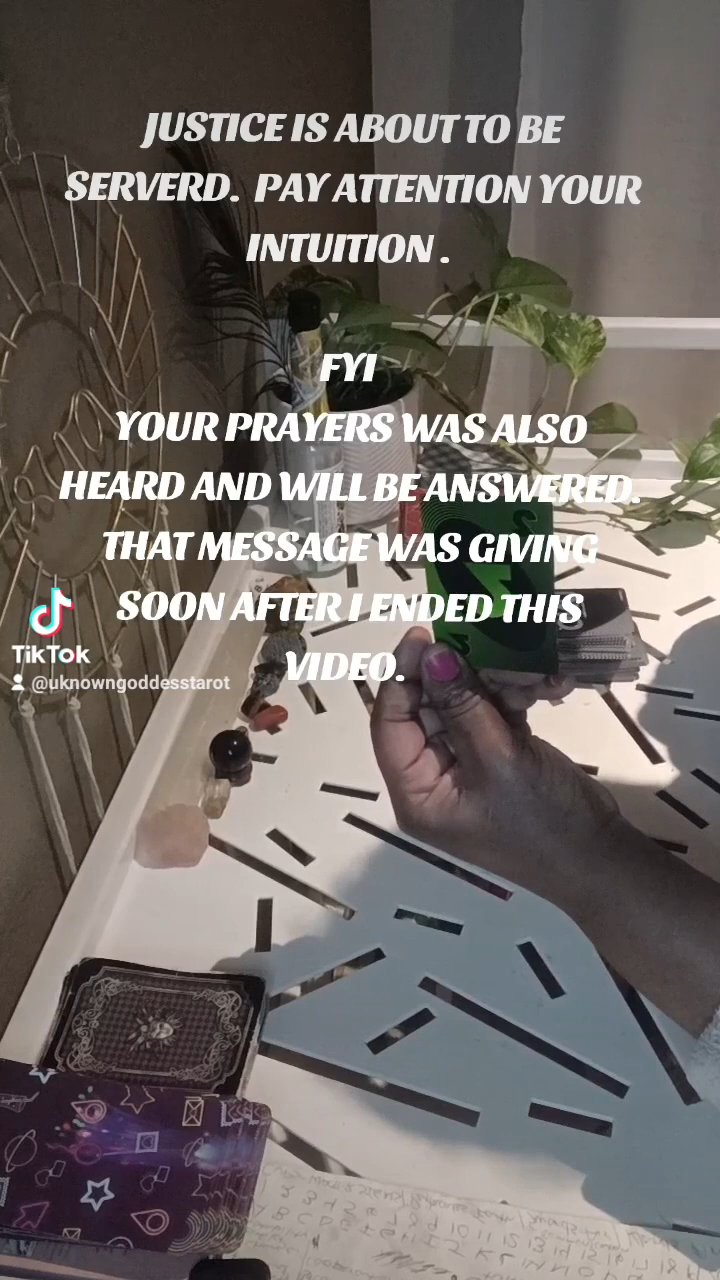 JUSTICE IS ABOUT TO BE
SERVERD. PAY ATTENTION YOUR
INTUITION .
FYI
YOUR PRAYERS WAS ALSO
HEARD AND WILL BE ANSWERED.
THAT MESSAGE WAS GIVING
SOON AFTER I ENDED THIS
VIDEO.
TikTok
@uknowngoddesstarot